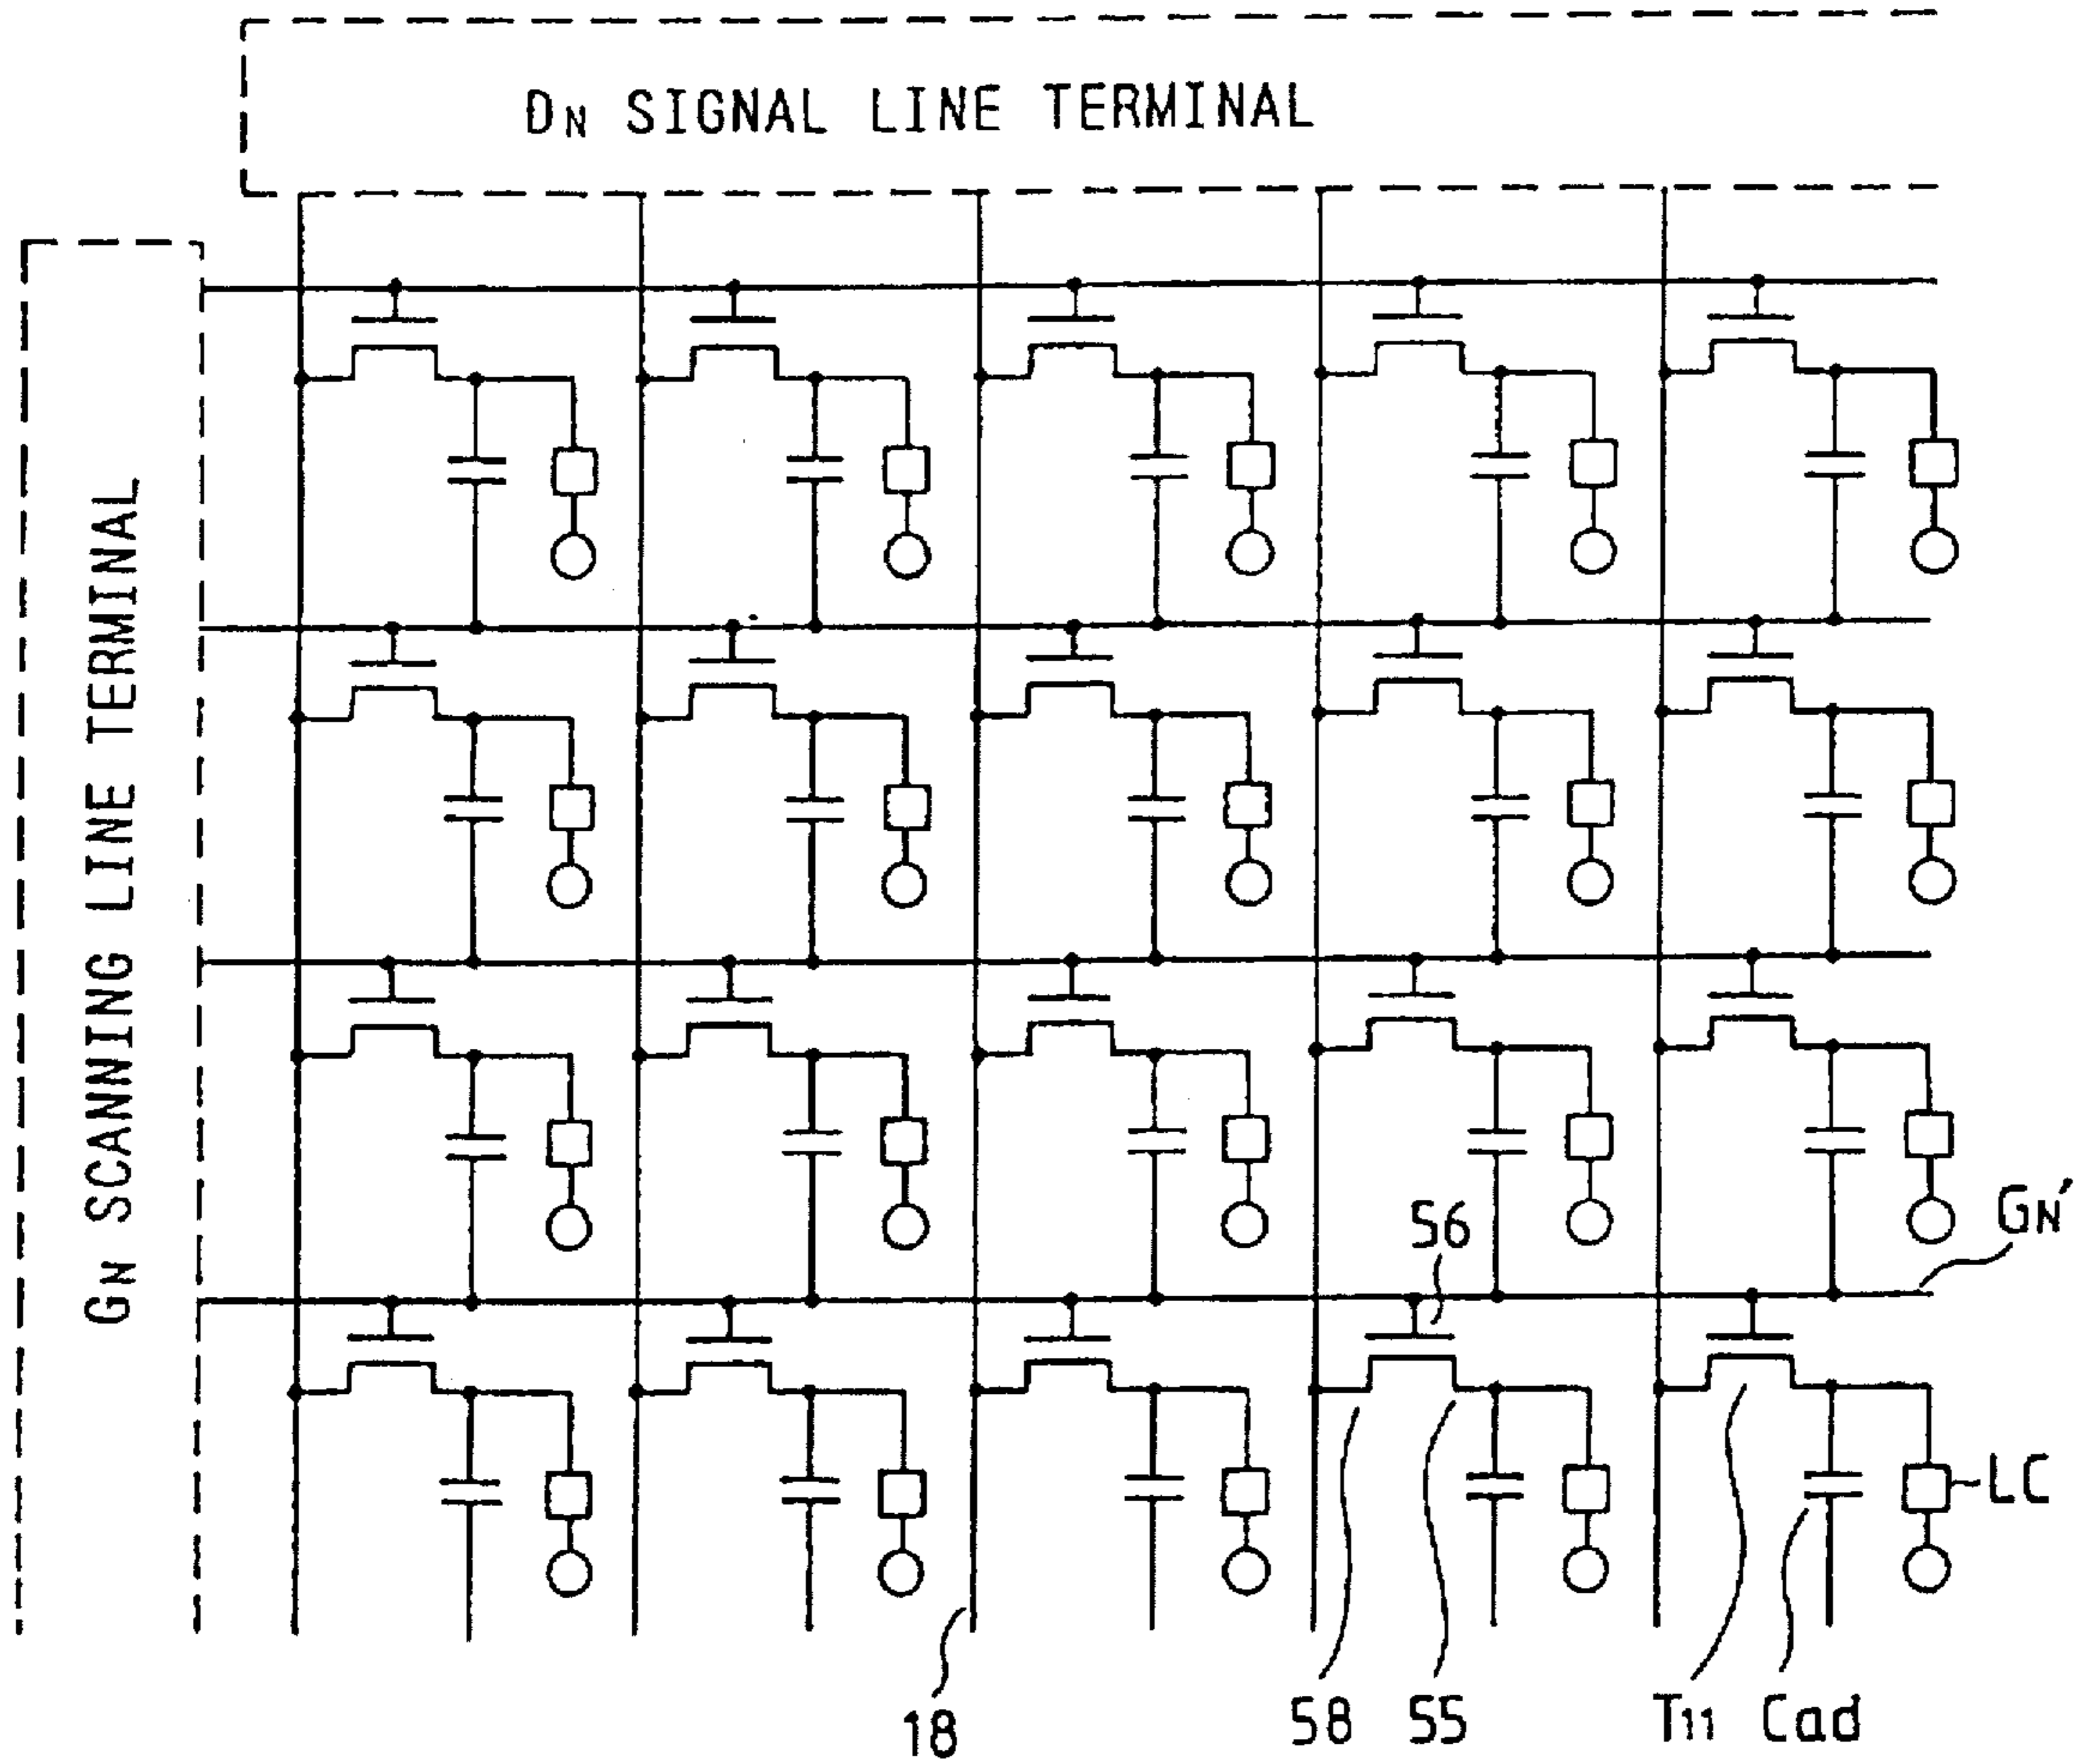 DN SIGNAL LINE TERMINAL
GN SCANNING LINE TERMINAL
56
GN'
LC
18
58
55
T11
Cad